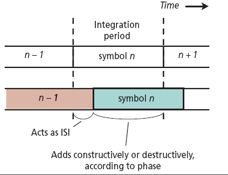 Time
Integration
period
n – 1 symbol n n + 1
n – 1 symbol n
Acts as ISI
Adds constructively or destructively,
according to phase